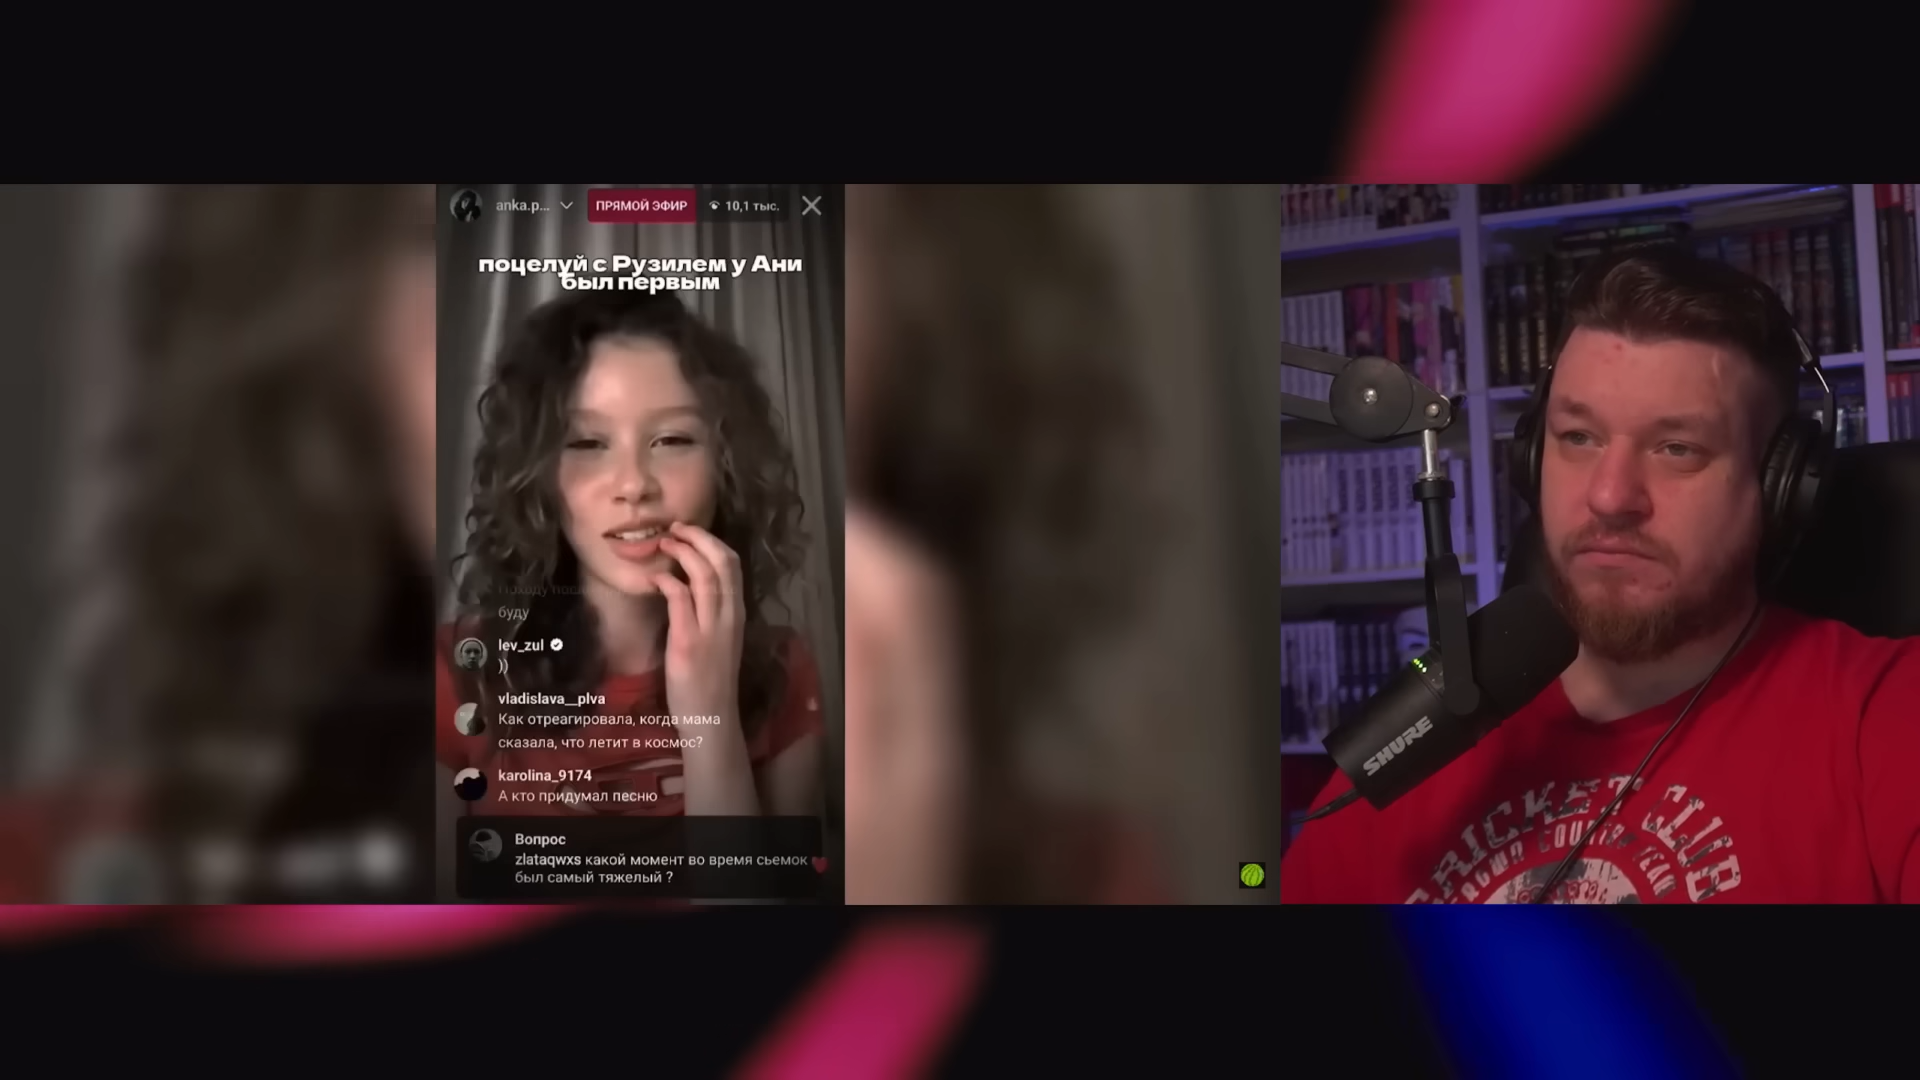 anka.p...
ПРЯМОЙ ЭФИР
10,1 тыс.
поцелуй с Рузилем у Ани
был первым
буду
lev_zul
))
vladislava__plva
Как отреагировала, когда мама
сказала, что летит в космос?
karolina_9174
А кто придумал песню
Вопрос
zlataqwxs какой момент во время сьемок
был самый тяжелый ?
SHURE
CRICKET CLUB
COUNTRY TEAM